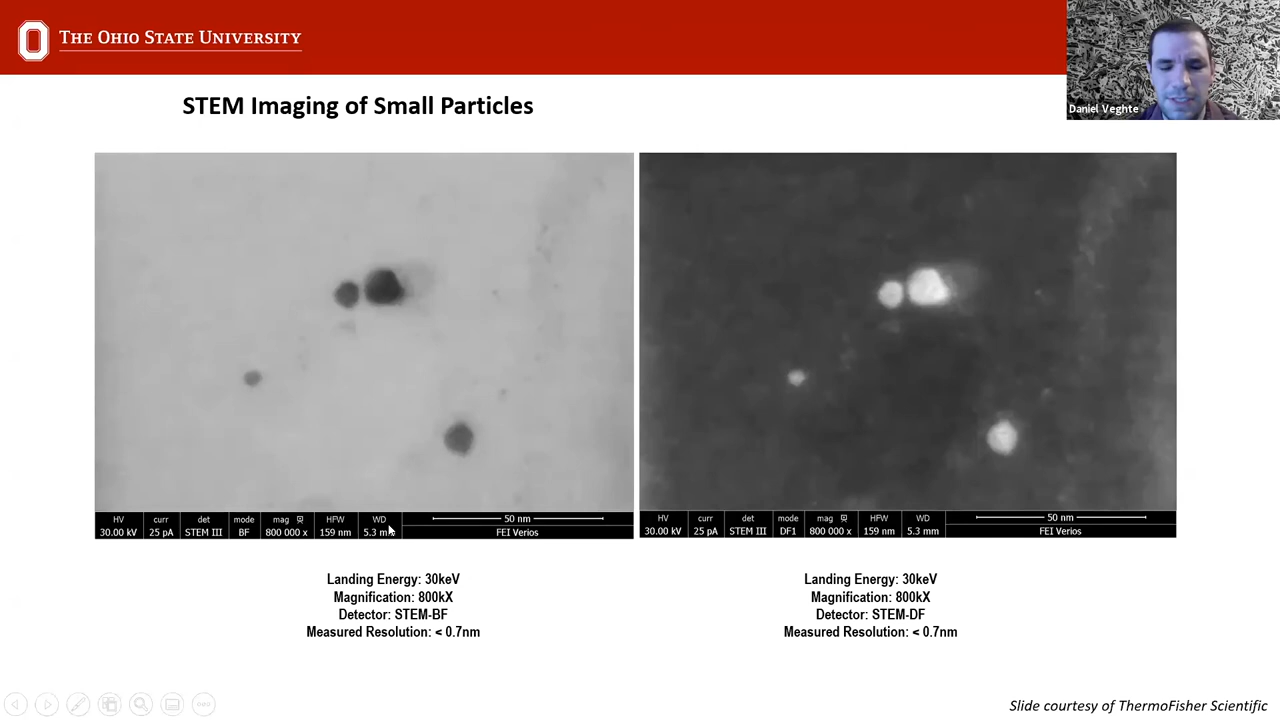 THE OHIO STATE UNIVERSITY
Daniel Veghte
STEM Imaging of Small Particles
HV curr det mode mag HFW WD 50 nm
30.00 kV 25 pA STEM III BF 800 000 x 159 nm 5.3 mm FEI Verios
HV curr det mode mag HFW WD 50 nm
30.00 kV 25 pA STEM III DF1 800 000 x 159 nm 5.3 mm FEI Verios
Landing Energy: 30keV
Magnification: 800kX
Detector: STEM-BF
Measured Resolution: < 0.7nm
Landing Energy: 30keV
Magnification: 800kX
Detector: STEM-DF
Measured Resolution: < 0.7nm
Slide courtesy of ThermoFisher Scientific